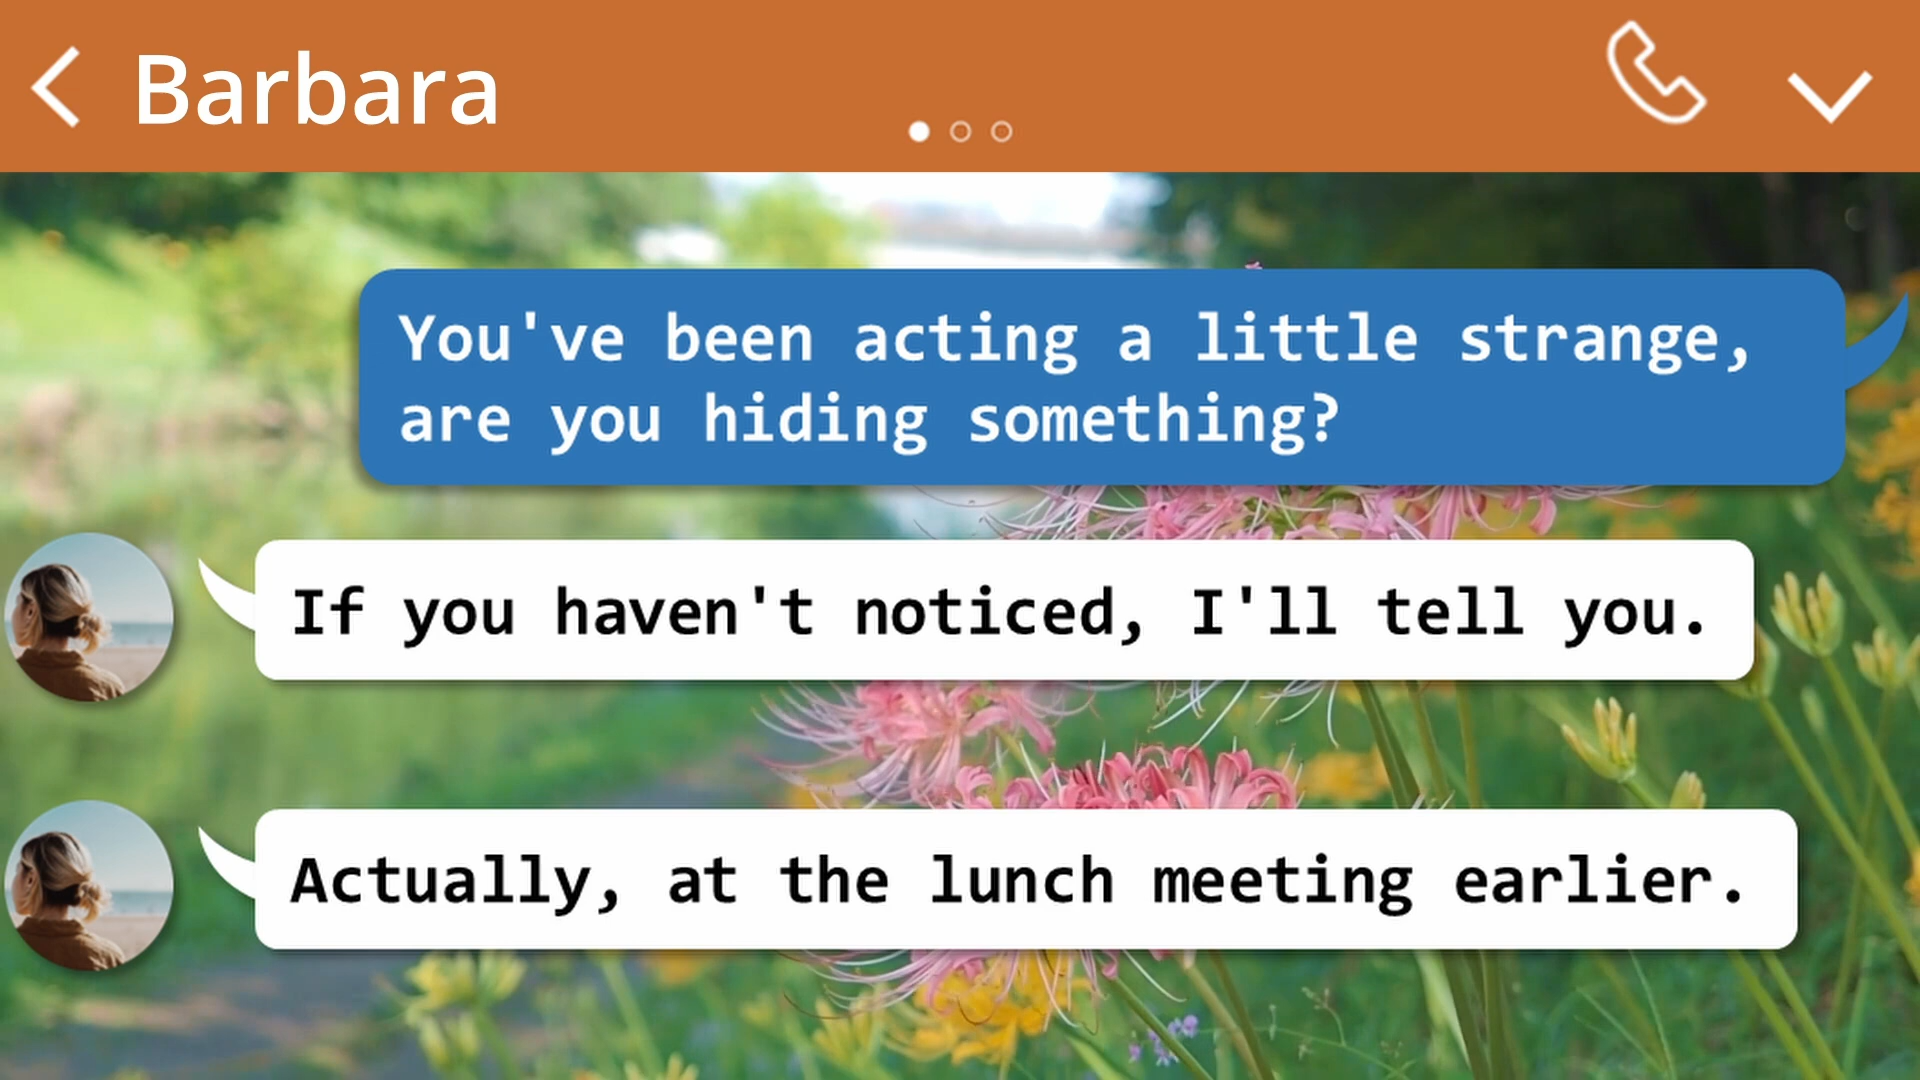 Barbara
You've been acting a little strange,
are you hiding something?
If you haven't noticed, I'll tell you.
Actually, at the lunch meeting earlier.